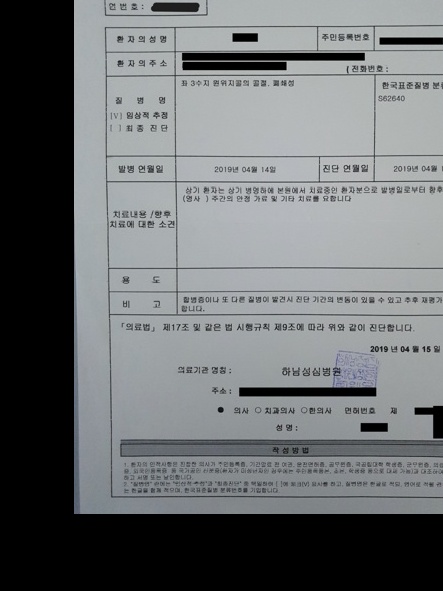 연 번 호 :
환 자 의 성 명
주민등록번호
환 자 의 주 소
( 전화번호 :
질 병 명
[V] 임상적 추정
[ ] 최 종 진 단
좌 3수지 원위지골의 골절, 폐쇄성
한국표준질병 분
S62640
발병 연월일
2019년 04월 14일
진단 연월일
2019년 04월
치료내용 /향후
치료에 대한 소견
상기 환자는 상기 병명하에 본원에서 치료중인 환자분으로 발병일로부터 향후
주간의 안정 가료 및 기타 치료를 요합니다
용 도
비 고
합병증이나 또 다른 질병이 발견시 진단 기간의 변동이 있을 수 있고 추후 재평가
합니다.
「의료법」 제17조 및 같은 법 시행규칙 제9조에 따라 위와 같이 진단합니다.
2019 년 04 월 15 일
의료기관 명칭 :
하남성심병원
주소 :
● 의사 ○ 치과의사 ○ 한의사 면허번호 제
성 명 :
작 성 방 법